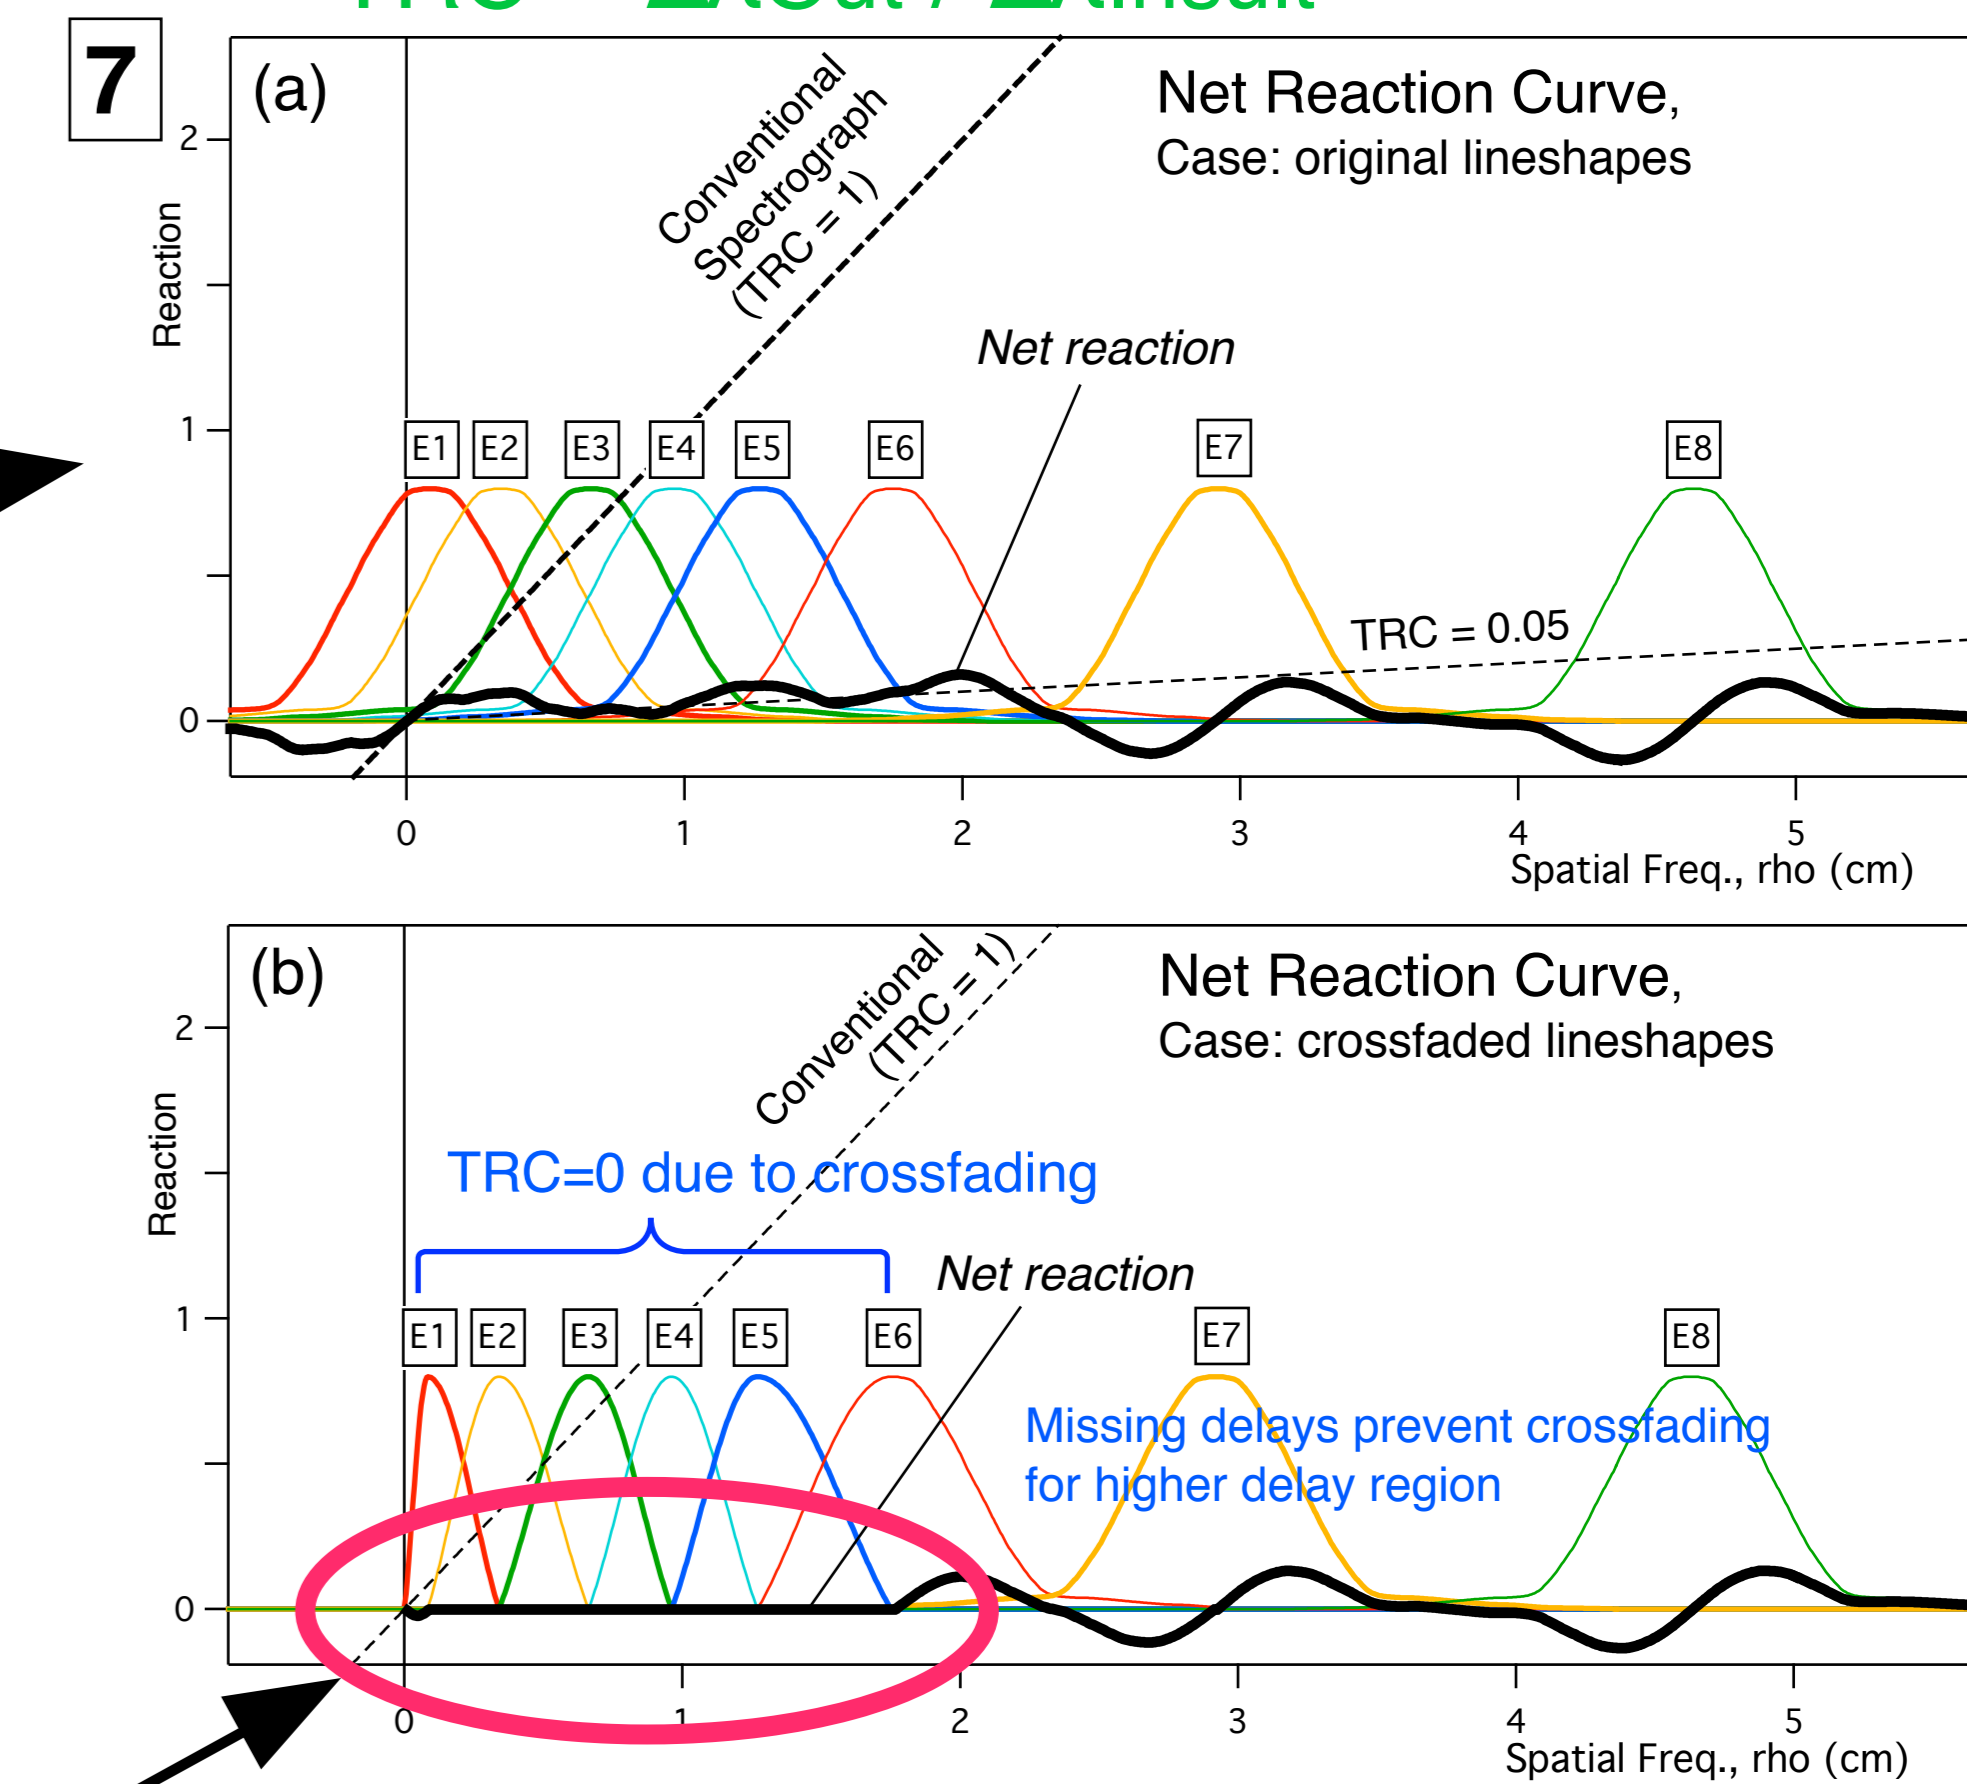 7
(a)
Net Reaction Curve,
Case: original lineshapes
Conventional
Spectrograph
(TRC = 1)
Reaction
2
1
0
Net reaction
E1 E2 E3 E4 E5 E6 E7 E8
TRC = 0.05
0 1 2 3 4 5
Spatial Freq., rho (cm)
(b)
Net Reaction Curve,
Case: crossfaded lineshapes
Conventional
(TRC = 1)
Reaction
2
1
0
TRC=0 due to crossfading
Net reaction
E1 E2 E3 E4 E5 E6 E7 E8
Missing delays prevent crossfading
for higher delay region
0 1 2 3 4 5
Spatial Freq., rho (cm)